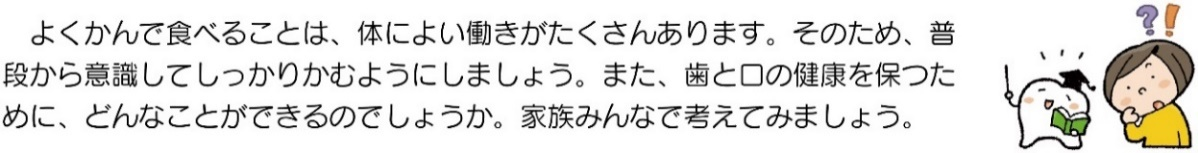 よくかんで食べることは、体によい働きがたくさんあります。そのため、普
段から意識してしっかりかむようにしましょう。また、歯と口の健康を保つた
めに、どんなことができるのでしょうか。家族みんなで考えてみましょう。
?!